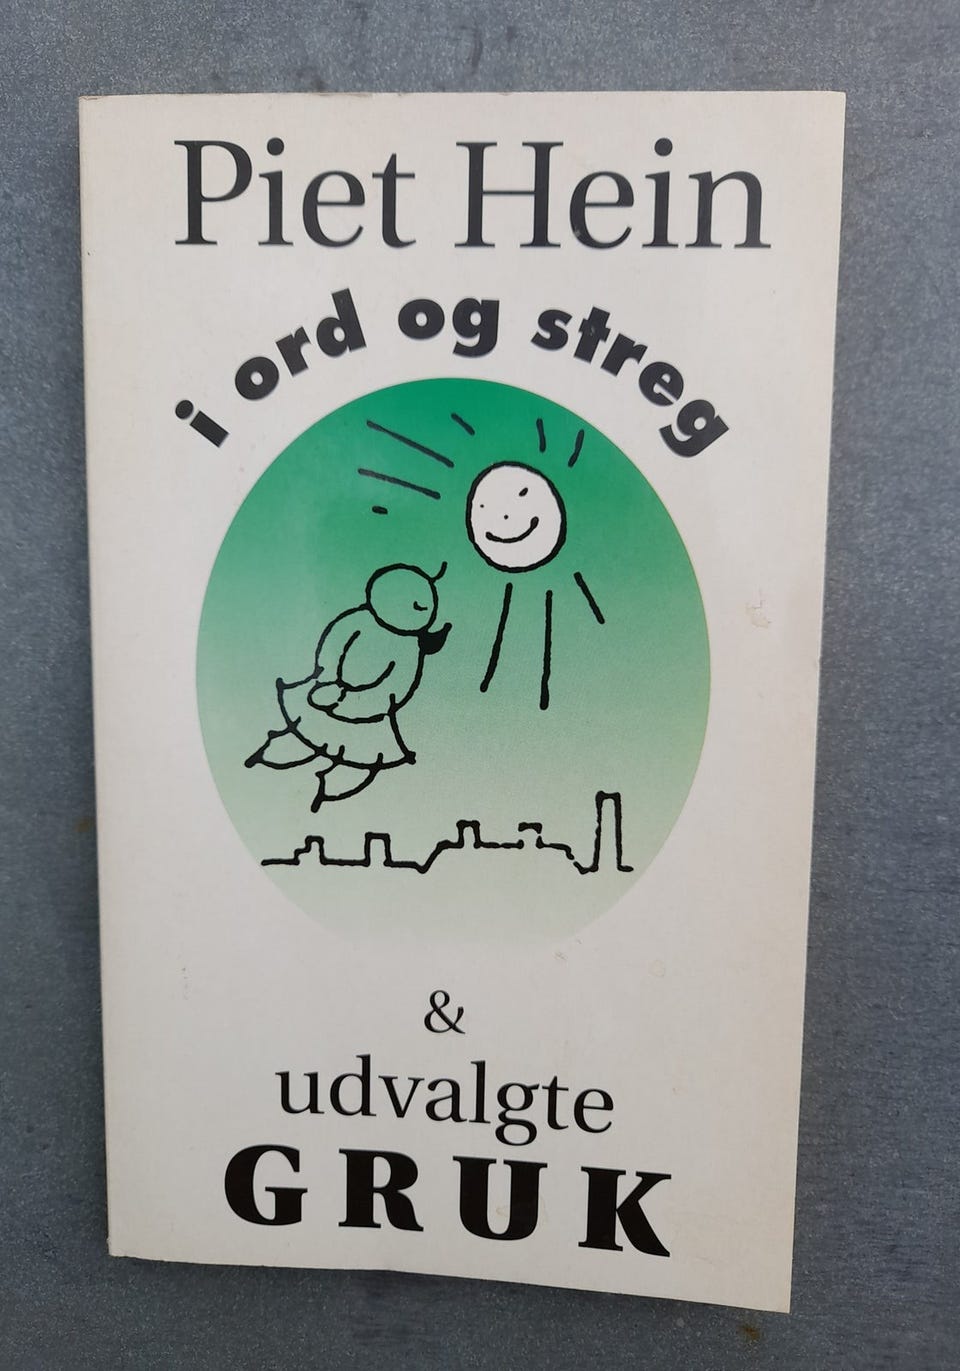 Piet Hein
i ord og streg
&
udvalgte
GRUK